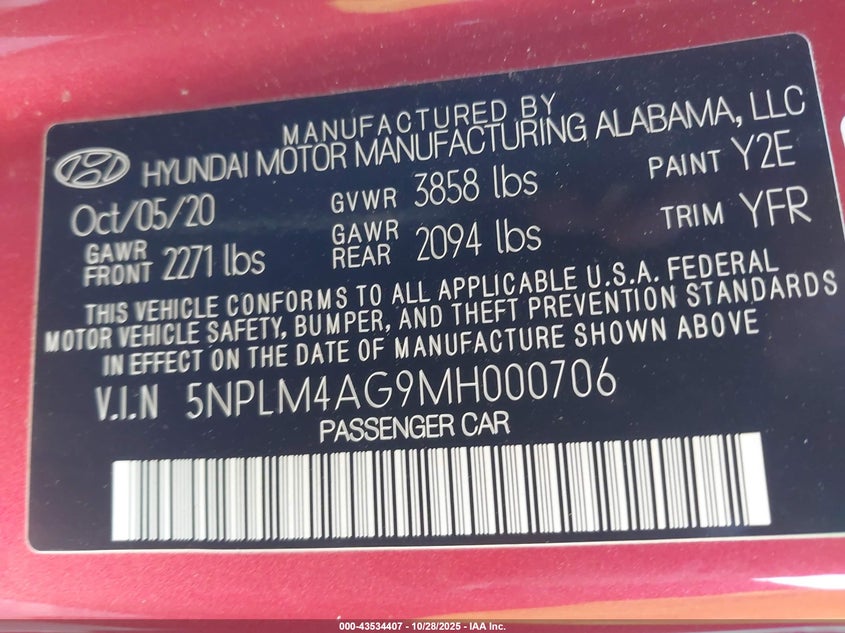 MANUFACTURED BY
HYUNDAI MOTOR MANUFACTURING ALABAMA, LLC
Oct/05/20 GVWR 3858 lbs PAINT Y2E
GAWR FRONT 2271 lbs GAWR REAR 2094 lbs TRIM YFR
THIS VEHICLE CONFORMS TO ALL APPLICABLE U.S.A. FEDERAL
MOTOR VEHICLE SAFETY, BUMPER, AND THEFT PREVENTION STANDARDS
IN EFFECT ON THE DATE OF MANUFACTURE SHOWN ABOVE
V.I.N 5NPLM4AG9MH000706
PASSENGER CAR
000-43534407 - 10/28/2025 - IAA Inc.